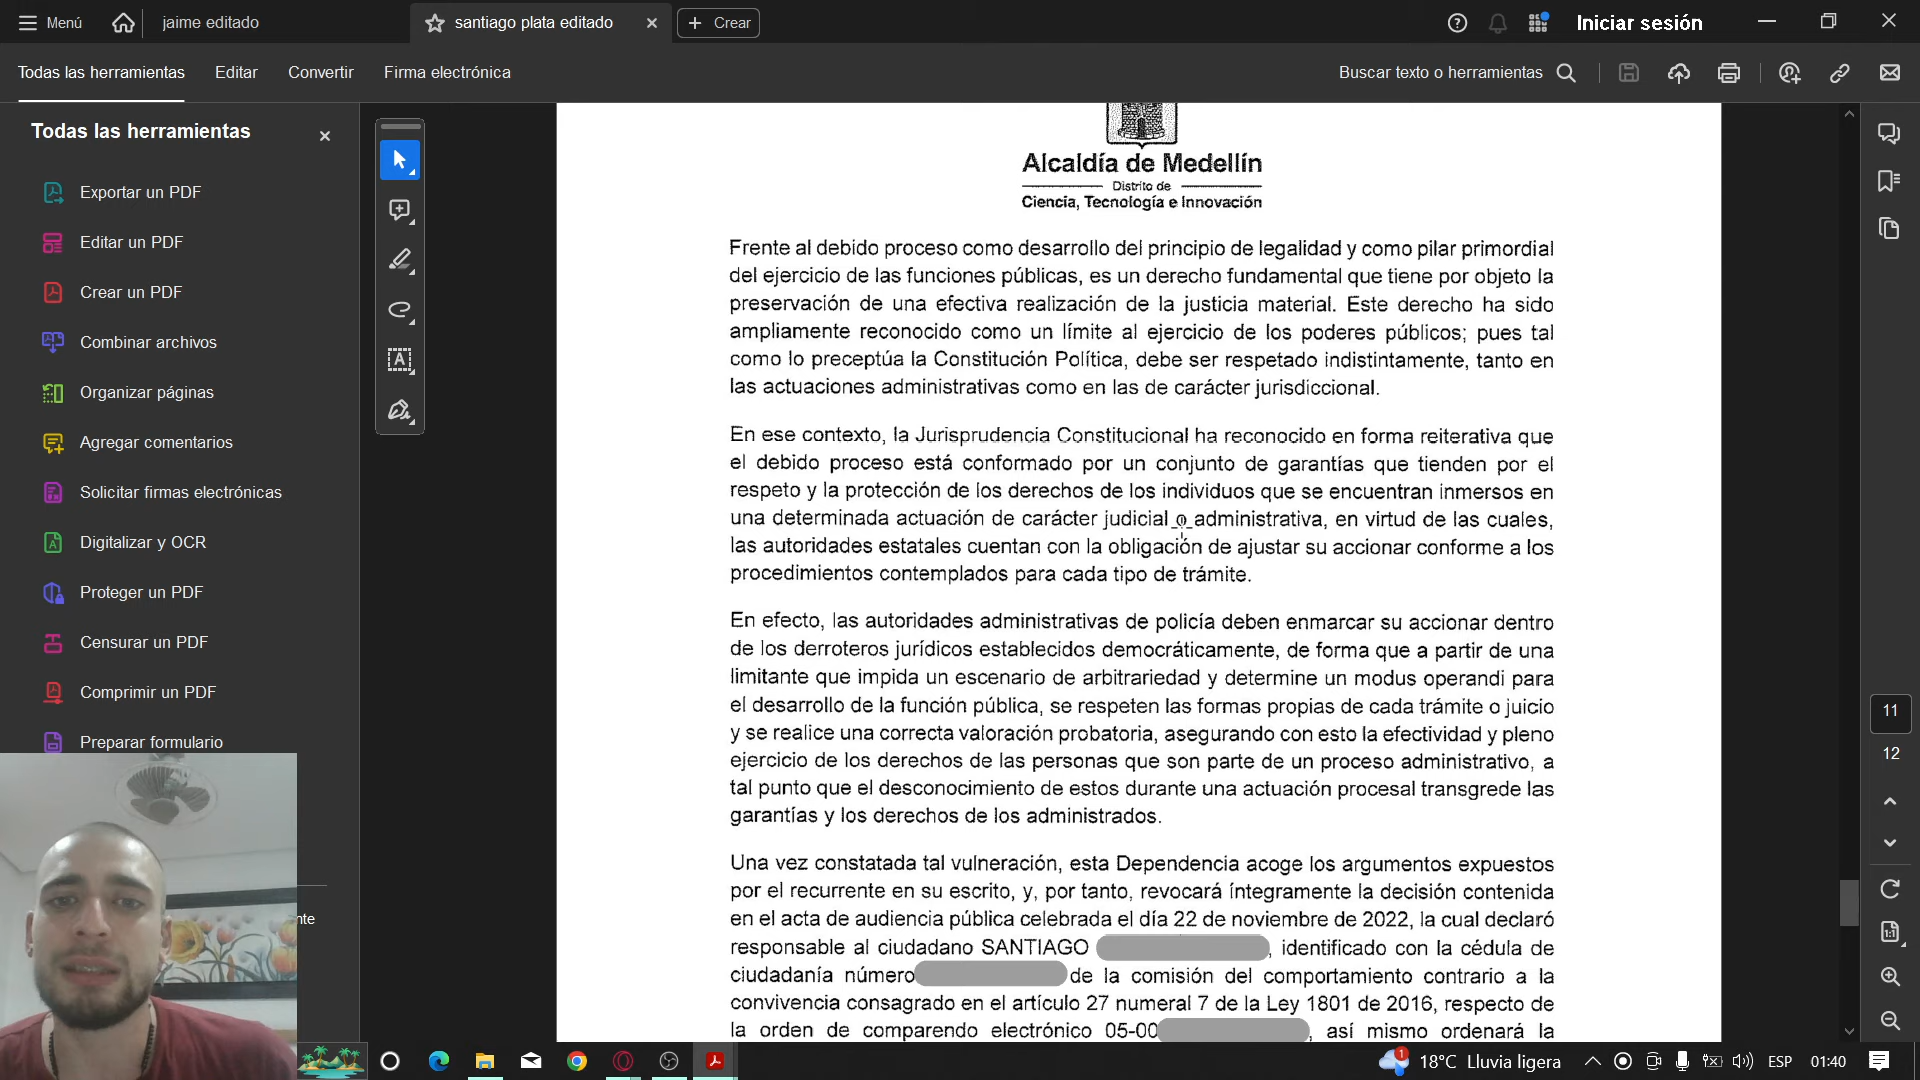 Menú
jaime editado
santiago plata editado
Crear
Iniciar sesión
Todas las herramientas
Editar
Convertir
Firma electrónica
Buscar texto o herramientas
Todas las herramientas
Exportar un PDF
Editar un PDF
Crear un PDF
Combinar archivos
Organizar páginas
Agregar comentarios
Solicitar firmas electrónicas
Digitalizar y OCR
Proteger un PDF
Censurar un PDF
Comprimir un PDF
Preparar formulario
nte
Alcaldía de Medellín
Distrito de
Ciencia, Tecnología e Innovación
Frente al debido proceso como desarrollo del principio de legalidad y como pilar primordial
del ejercicio de las funciones públicas, es un derecho fundamental que tiene por objeto la
preservación de una efectiva realización de la justicia material. Este derecho ha sido
ampliamente reconocido como un límite al ejercicio de los poderes públicos; pues tal
como lo preceptúa la Constitución Política, debe ser respetado indistintamente, tanto en
las actuaciones administrativas como en las de carácter jurisdiccional.
En ese contexto, la Jurisprudencia Constitucional ha reconocido en forma reiterativa que
el debido proceso está conformado por un conjunto de garantías que tienden por el
respeto y la protección de los derechos de los individuos que se encuentran inmersos en
una determinada actuación de carácter judicial o administrativa, en virtud de las cuales,
las autoridades estatales cuentan con la obligación de ajustar su accionar conforme a los
procedimientos contemplados para cada tipo de trámite.
En efecto, las autoridades administrativas de policía deben enmarcar su accionar dentro
de los derroteros jurídicos establecidos democráticamente, de forma que a partir de una
limitante que impida un escenario de arbitrariedad y determine un modus operandi para
el desarrollo de la función pública, se respeten las formas propias de cada trámite o juicio
y se realice una correcta valoración probatoria, asegurando con esto la efectividad y pleno
ejercicio de los derechos de las personas que son parte de un proceso administrativo, a
tal punto que el desconocimiento de estos durante una actuación procesal transgrede las
garantías y los derechos de los administrados.
Una vez constatada tal vulneración, esta Dependencia acoge los argumentos expuestos
por el recurrente en su escrito, y, por tanto, revocará íntegramente la decisión contenida
en el acta de audiencia pública celebrada el día 22 de noviembre de 2022, la cual declaró
responsable al ciudadano SANTIAGO , identificado con la cédula de
ciudadanía número de la comisión del comportamiento contrario a la
convivencia consagrado en el artículo 27 numeral 7 de la Ley 1801 de 2016, respecto de
la orden de comparendo electrónico 05-00 , así mismo ordenará la
11
12
1:1
1
18°C Lluvia ligera
ESP
01:40